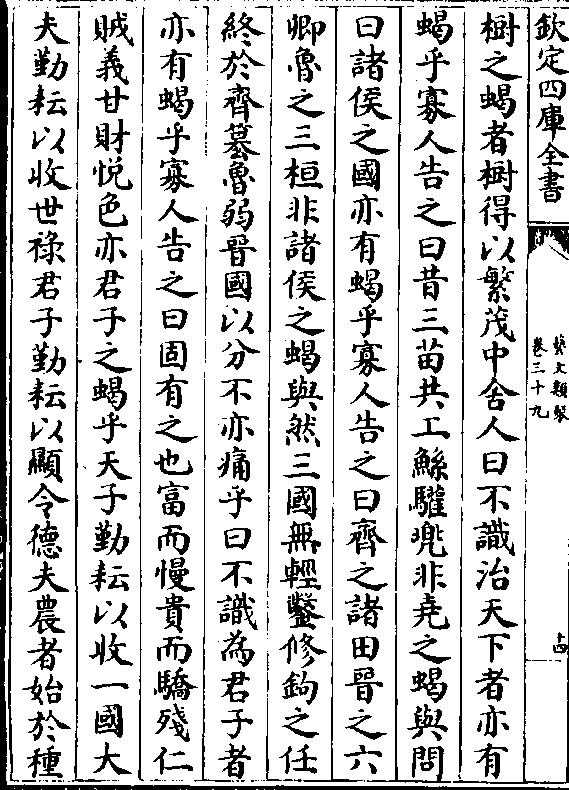 欽定四庫全書
藝文類聚
卷三十九
十四
樹之蝎者樹得以繁茂中舍人曰不識治天下者亦有
蝎乎寡人告之曰昔三苗共工鯀驩兜非堯之蝎與問
曰諸侯之國亦有蝎乎寡人告之曰齊之諸田晉之六
卿魯之三桓非諸侯之蝎與然三國無輕鐅修鉤之任
終於齊簒魯弱晉國以分不亦痛乎曰不識為君子者
亦有蝎乎寡人告之曰固有之也富而慢貴而驕殘仁
賊義甘財悅色亦君子之蝎乎天子勤耘以收一國大
夫勤耘以收世祿君子勤耘以顯令德夫農者始於種